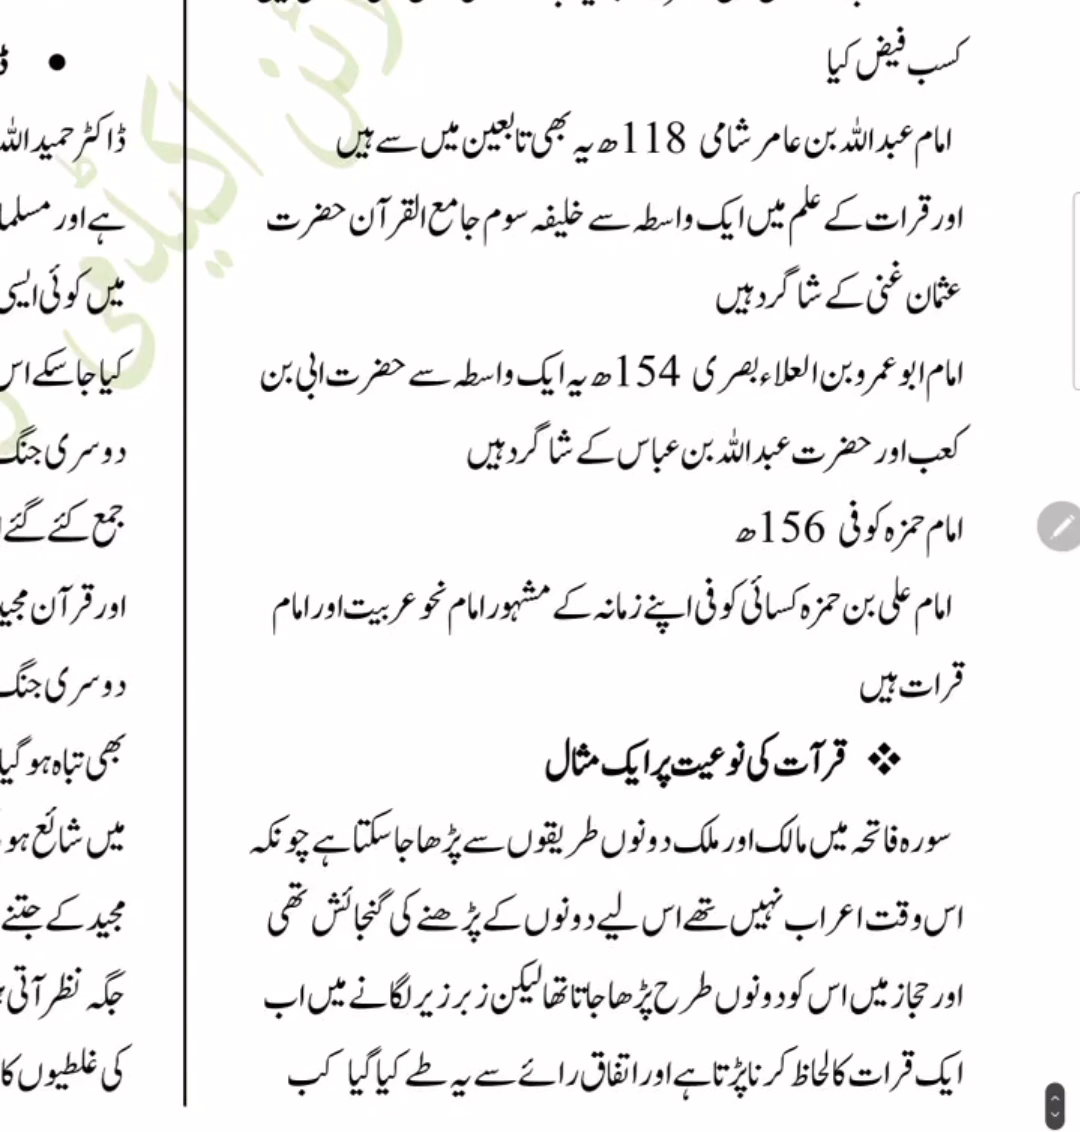 کسب فیض کیا
امام عبداللہ بن عامر شامی 118ھ یہ بھی تابعین میں سے ہیں
اور قرات کے علم میں ایک واسطہ سے خلیفہ سوم جامع القرآن حضرت
عثمان غنی کے شاگرد ہیں
امام ابو عمرو بن العلاء بصری 154ھ یہ ایک واسطہ سے حضرت ابی بن
کعب اور حضرت عبداللہ بن عباس کے شاگرد ہیں
امام حمزہ کوفی 156ھ
امام علی بن حمزہ کسائی کوفی اپنے زمانہ کے مشہور امام نحو عربیت اور امام
قرات ہیں
❖ قرآت کی نوعیت پر ایک مثال
سورہ فاتحہ میں مالک اور ملک دونوں طریقوں سے پڑھا جا سکتا ہے چونکہ
اس وقت اعراب نہیں تھے اس لیے دونوں کے پڑھنے کی گنجائش تھی
اور حجاز میں اس کو دونوں طرح پڑھا جاتا تھا لیکن زبر زیر لگانے میں اب
ایک قرات کا لحاظ کرنا پڑتا ہے اور اتفاق رائے سے یہ طے کیا گیا کب
ڈاکٹر حمید اللہ
ہے اور
میں کوئی ایسی
کیا جا سکے اس
دوسری جنگ
جمع کئے گئے
اور قرآن مجید
دوسری جنگ
بھی تباہ ہو گیا
میں شائع ہو
مجید کے جتنے
جگہ نظر آتی
کی غلطیوں کا
اکیڈمی